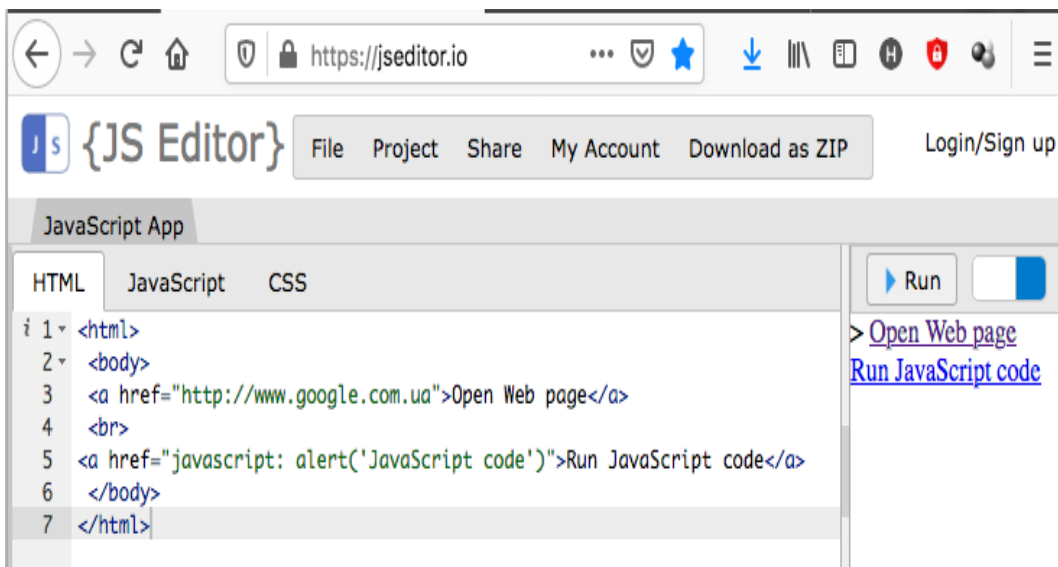 https://jseditor.io
JS {JS Editor} File Project Share My Account Download as ZIP Login/Sign up
JavaScript App
HTML JavaScript CSS Run
i 1 <html>
2 <body>
3 <a href="http://www.google.com.ua">Open Web page</a>
4 <br>
5 <a href="javascript: alert('JavaScript code')">Run JavaScript code</a>
6 </body>
7 </html>
> Open Web page
Run JavaScript code